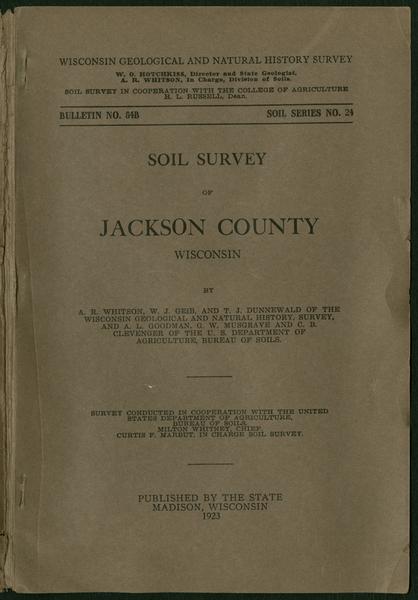 WISCONSIN GEOLOGICAL AND NATURAL HISTORY SURVEY
W. O. HOTCHKISS, Director and State Geologist.
A. R. WHITSON, In Charge, Division of Soils.
SOIL SURVEY IN COOPERATION WITH THE COLLEGE OF AGRICULTURE
H. L. RUSSELL, Dean.
BULLETIN NO. 54B SOIL SERIES NO. 24
SOIL SURVEY
OF
JACKSON COUNTY
WISCONSIN
BY
A. R. WHITSON, W. J. GEIB, AND T. J. DUNNEWALD OF THE
WISCONSIN GEOLOGICAL AND NATURAL HISTORY, SURVEY,
AND A. L. GOODMAN, G. W. MUSGRAVE AND C. B.
CLEVENGER OF THE U. S. DEPARTMENT OF
AGRICULTURE, BUREAU OF SOILS.
SURVEY CONDUCTED IN COOPERATION WITH THE UNITED
STATES DEPARTMENT OF AGRICULTURE,
BUREAU OF SOILS.
MILTON WHITNEY, CHIEF.
CURTIS F. MARBUT, IN CHARGE SOIL SURVEY.
PUBLISHED BY THE STATE
MADISON, WISCONSIN
1923